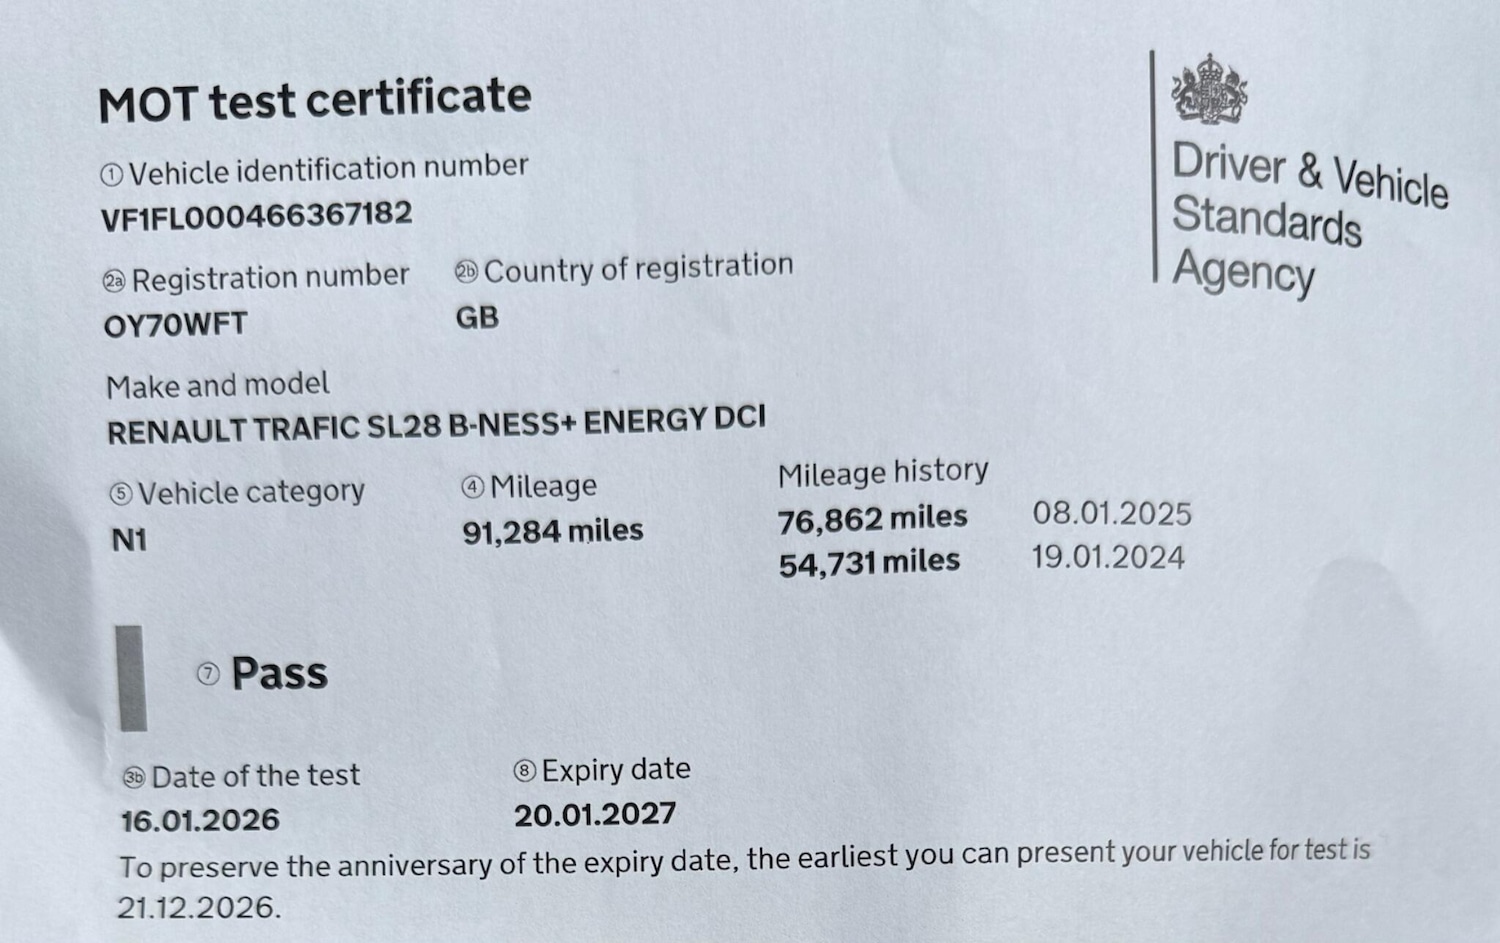 MOT test certificate
① Vehicle identification number
VF1FL000466367182
2a Registration number 2b Country of registration
OY70WFT GB
Make and model
RENAULT TRAFIC SL28 B-NESS+ ENERGY DCI
⑤ Vehicle category ④ Mileage Mileage history
N1 91,284 miles 76,862 miles 08.01.2025
54,731 miles 19.01.2024
⑦ Pass
3b Date of the test ⑧ Expiry date
16.01.2026 20.01.2027
To preserve the anniversary of the expiry date, the earliest you can present your vehicle for test is
21.12.2026.
Driver & Vehicle
Standards
Agency